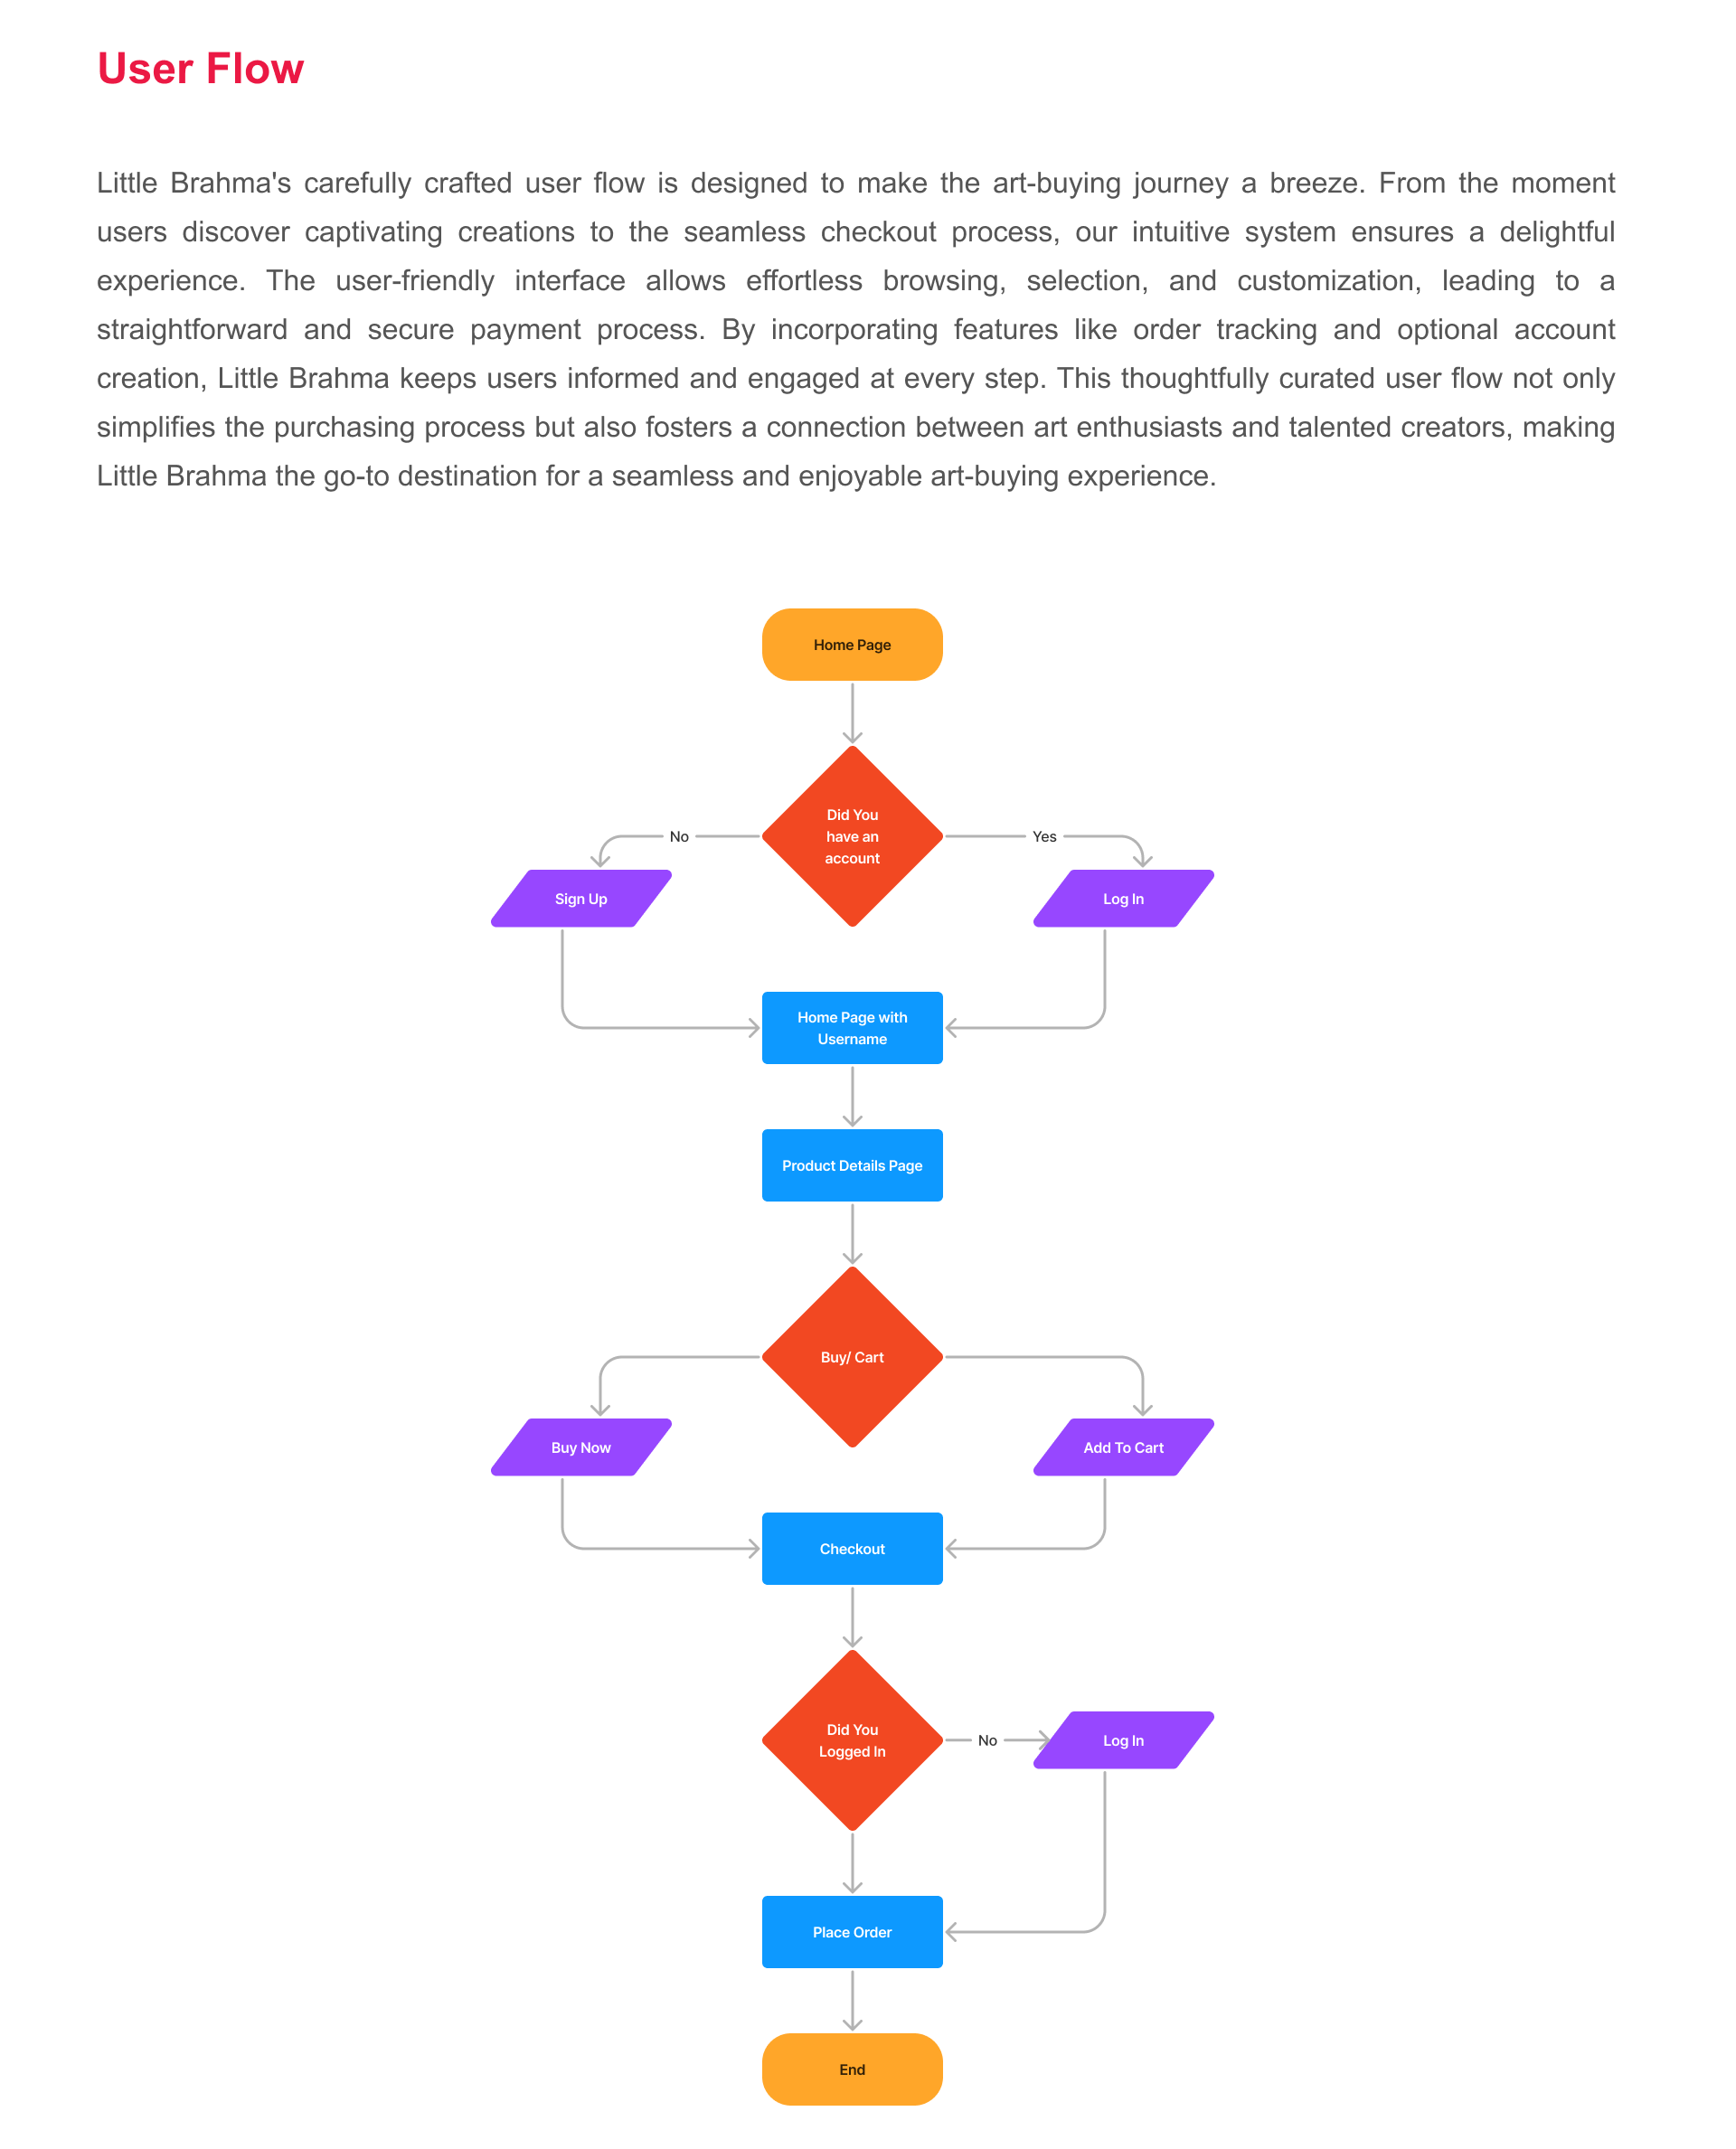 User Flow
Little Brahma's carefully crafted user flow is designed to make the art-buying journey a breeze. From the moment
users discover captivating creations to the seamless checkout process, our intuitive system ensures a delightful
experience. The user-friendly interface allows effortless browsing, selection, and customization, leading to a
straightforward and secure payment process. By incorporating features like order tracking and optional account
creation, Little Brahma keeps users informed and engaged at every step. This thoughtfully curated user flow not only
simplifies the purchasing process but also fosters a connection between art enthusiasts and talented creators, making
Little Brahma the go-to destination for a seamless and enjoyable art-buying experience.
Home Page
Did You
have an
account
No
Yes
Sign Up
Log In
Home Page with
Username
Product Details Page
Buy/ Cart
Buy Now
Add To Cart
Checkout
Did You
Logged In
No
Log In
Place Order
End